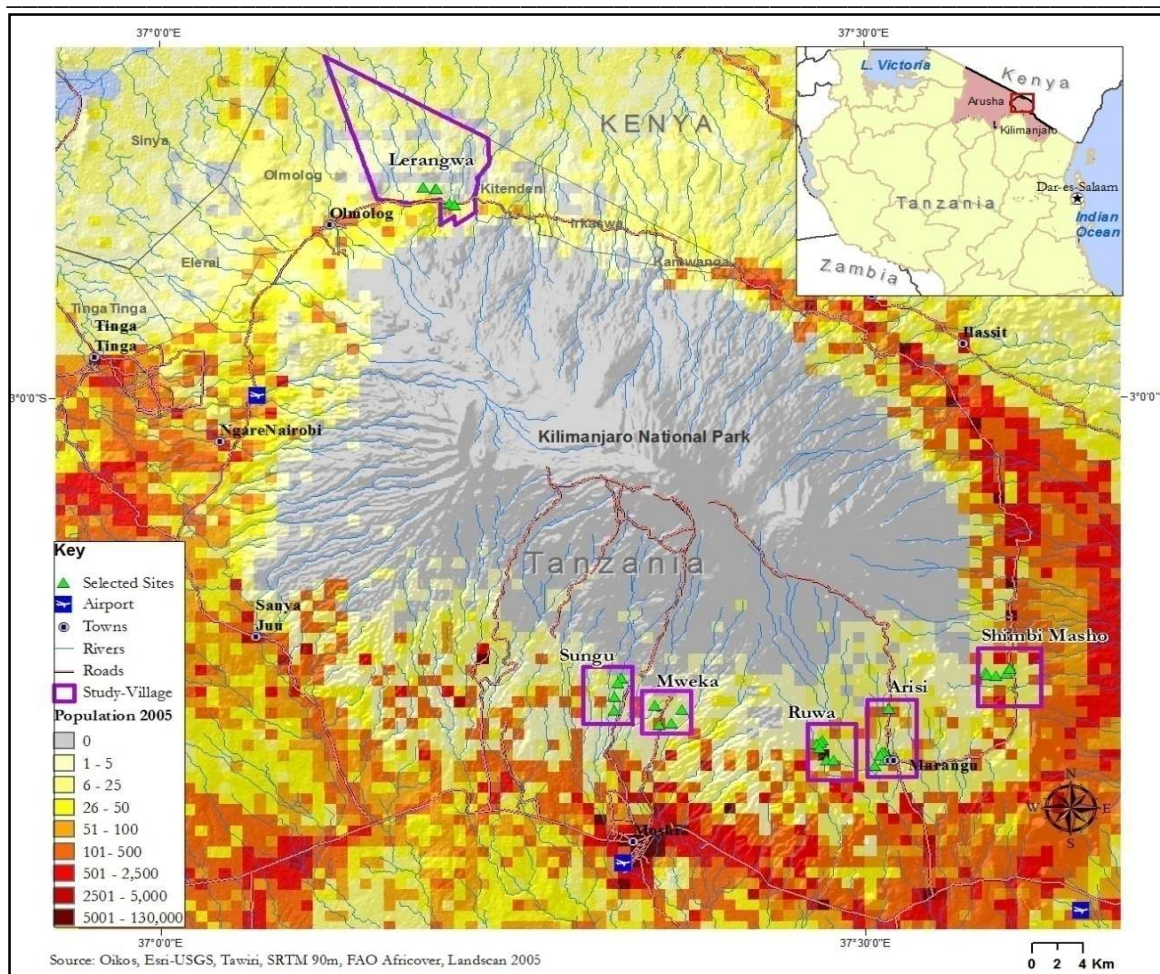 37°0'0"E
37°30'0"E
L. Victoria
Kenya
Arusha
Kilimanjaro
Dar-es-Salaam
Tanzania
Indian
Ocean
Zambia
KENYA
Sinya
Lerangwa
Olmolog
Kitenden
Olmolog
Irkaswa
Elerai
Kamwanga
Tinga Tinga
Tinga
Tinga
3°0'0"S
3°0'0"S
NgareNairobi
Kilimanjaro National Park
Key
Selected Sites
Airport
Towns
Rivers
Roads
Study-Village
Population 2005
0
1 - 5
6 - 25
26 - 50
51 - 100
101 - 500
501 - 2,500
2501 - 5,000
5001 - 130,000
Tanzania
Sanya
Juu
Sungu
Mweka
Shimbi Masho
Arisi
Ruwa
Marangu
Moshi
N
W
E
S
37°0'0"E
37°30'0"E
Source: Oikos, Esri-USGS, Tawiri, SRTM 90m, FAO Africover, Landscan 2005
0 2 4 Km